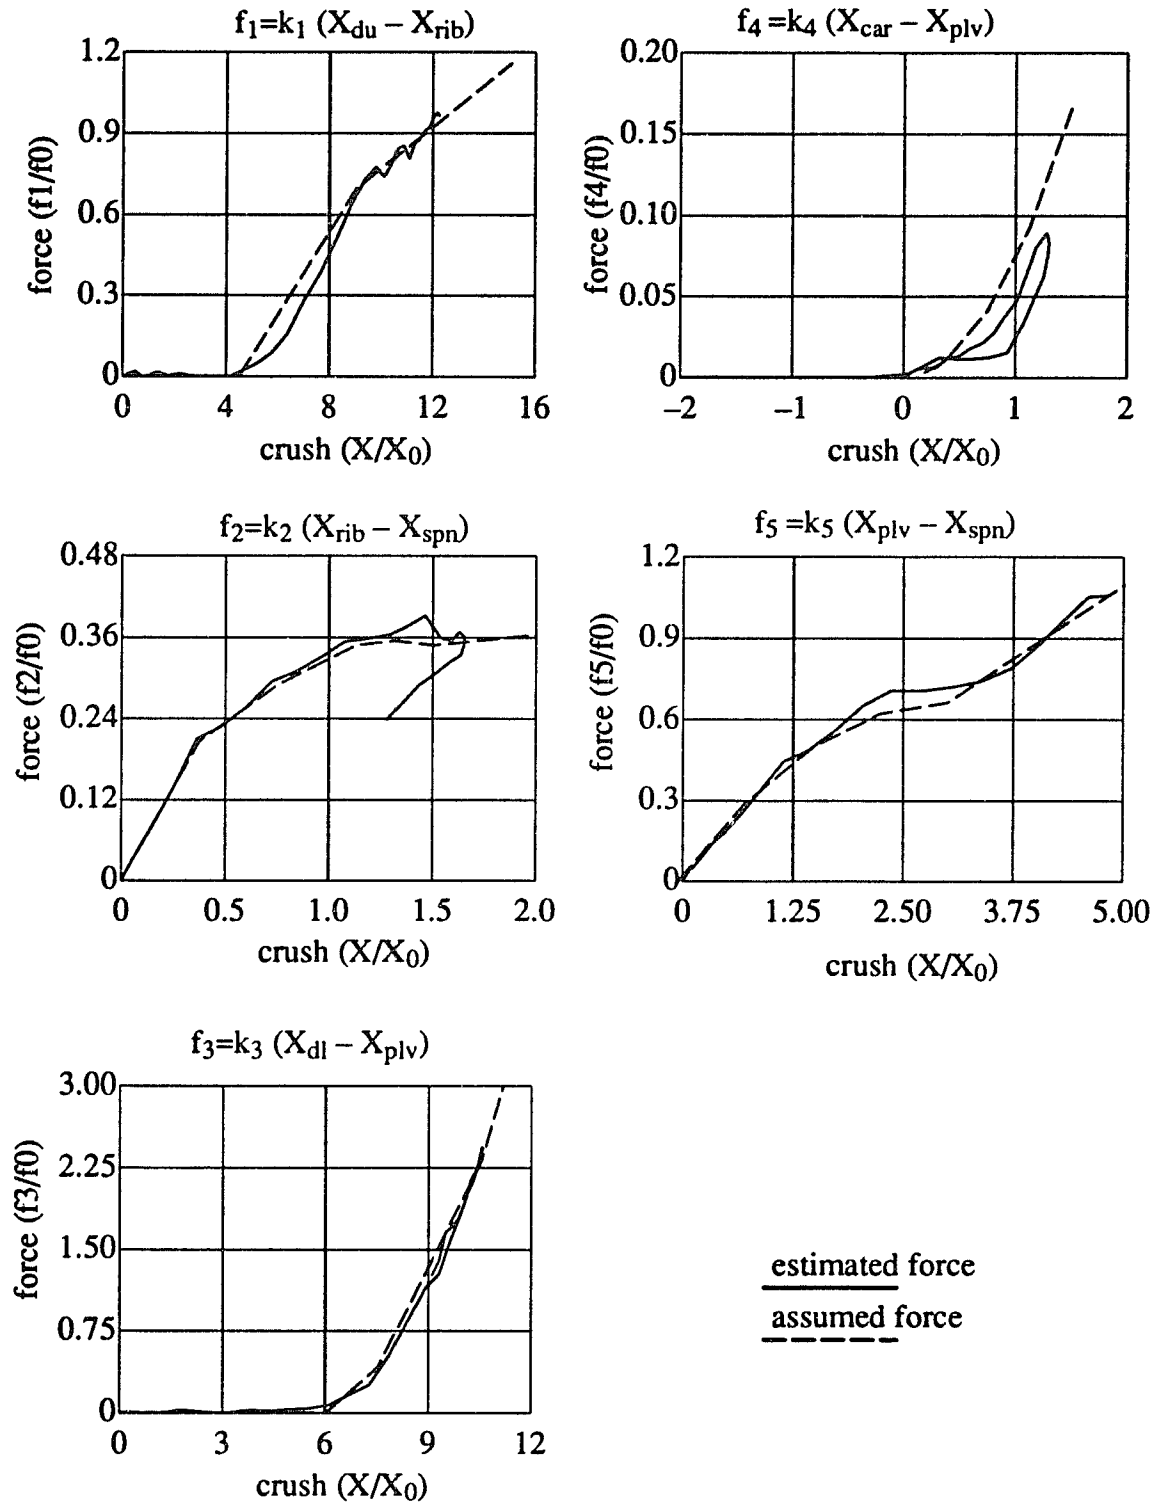 f1=k1 (Xdu – Xrib)
1.2
0.9
0.6
0.3
0
force (f1/f0)
0 4 8 12 16
crush (X/X0)
f4 =k4 (Xcar – Xplv)
0.20
0.15
0.10
0.05
0
force (f4/f0)
–2 –1 0 1 2
crush (X/X0)
f2=k2 (Xrib – Xspn)
0.48
0.36
0.24
0.12
0
force (f2/f0)
0 0.5 1.0 1.5 2.0
crush (X/X0)
f5 =k5 (Xplv – Xspn)
1.2
0.9
0.6
0.3
0
force (f5/f0)
0 1.25 2.50 3.75 5.00
crush (X/X0)
f3=k3 (Xdl – Xplv)
3.00
2.25
1.50
0.75
0
force (f3/f0)
0 3 6 9 12
crush (X/X0)
estimated force
assumed force